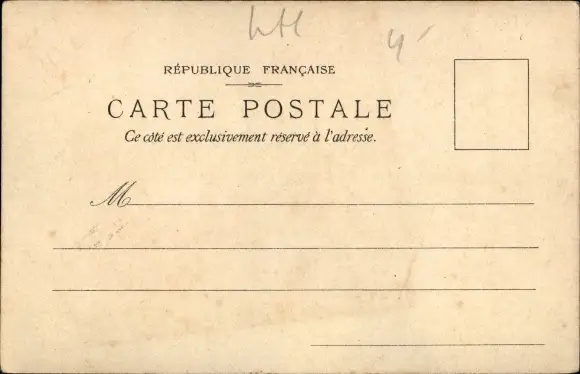 RÉPUBLIQUE FRANÇAISE
CARTE POSTALE
Ce côté est exclusivement réservé à l'adresse.
M